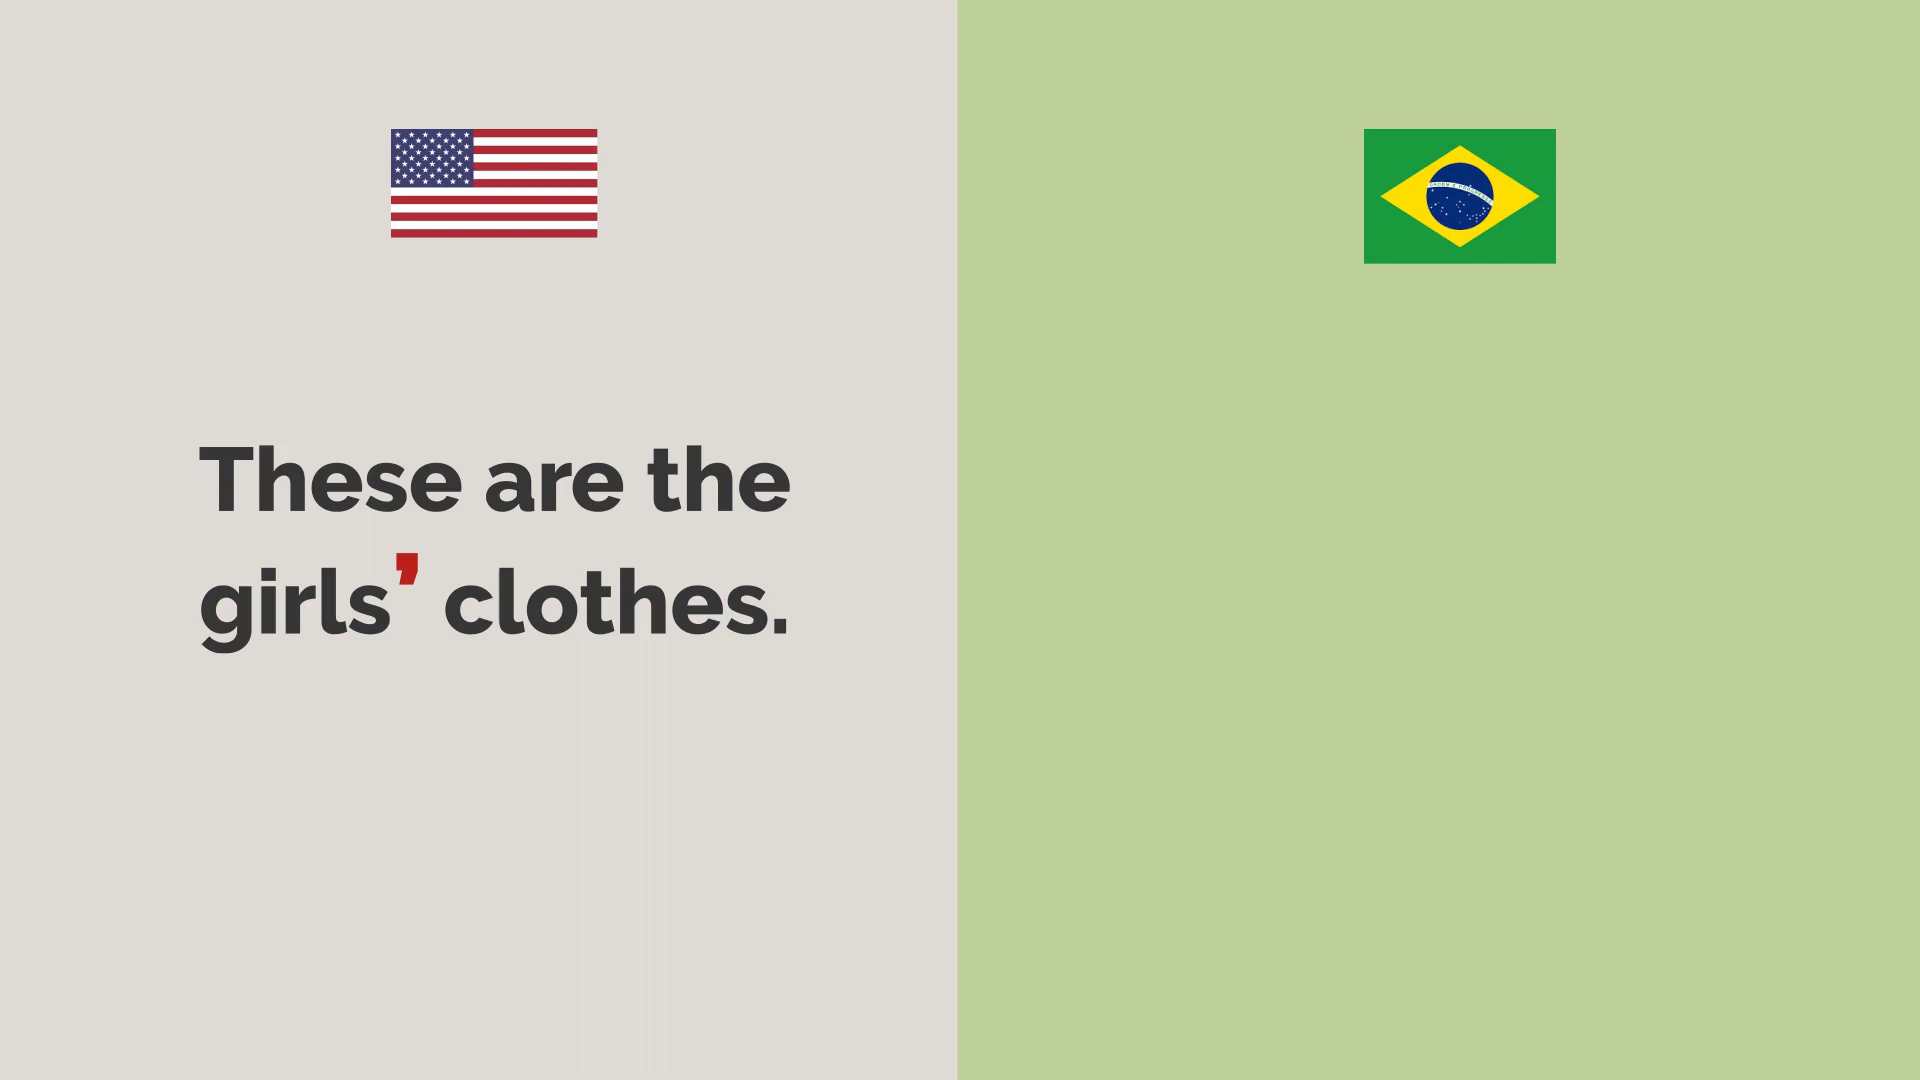 These are the
girls’ clothes.